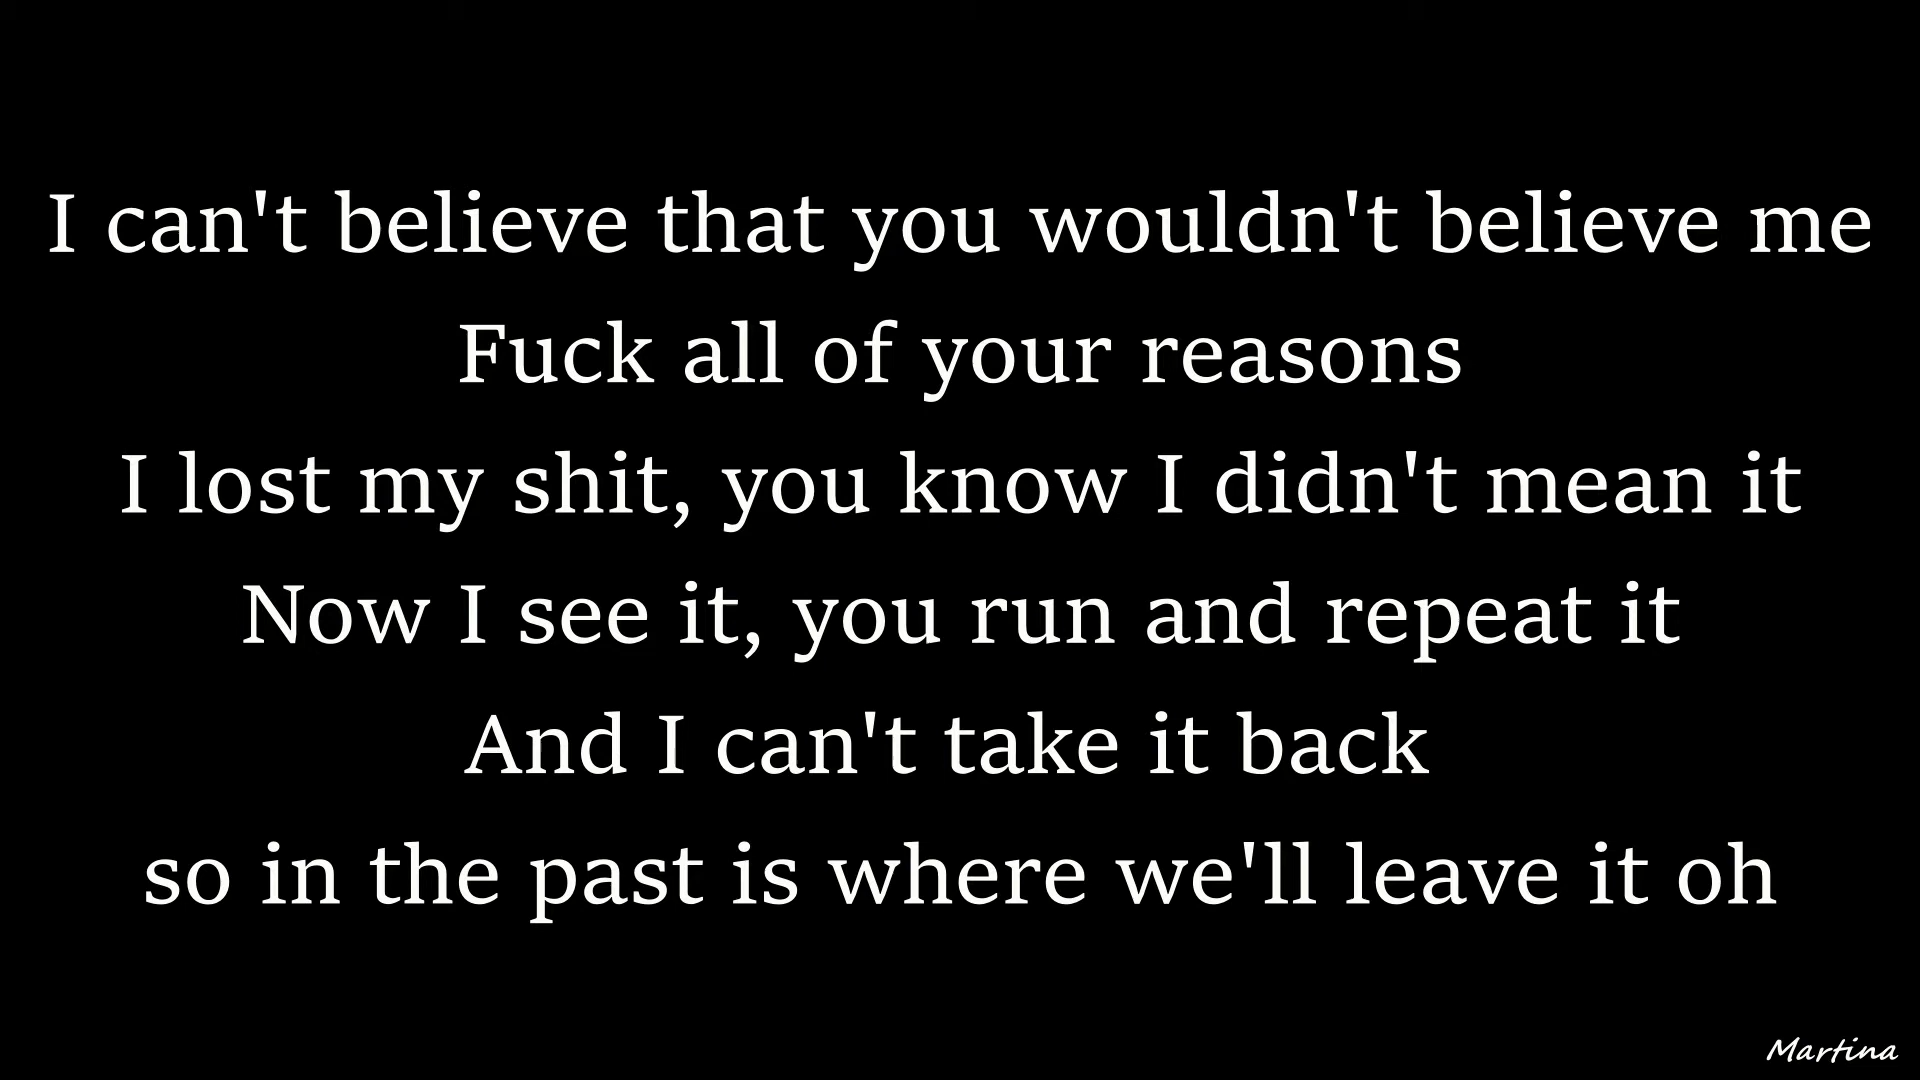 I can't believe that you wouldn't believe me
Fuck all of your reasons
I lost my shit, you know I didn't mean it
Now I see it, you run and repeat it
And I can't take it back
so in the past is where we'll leave it oh
Martina